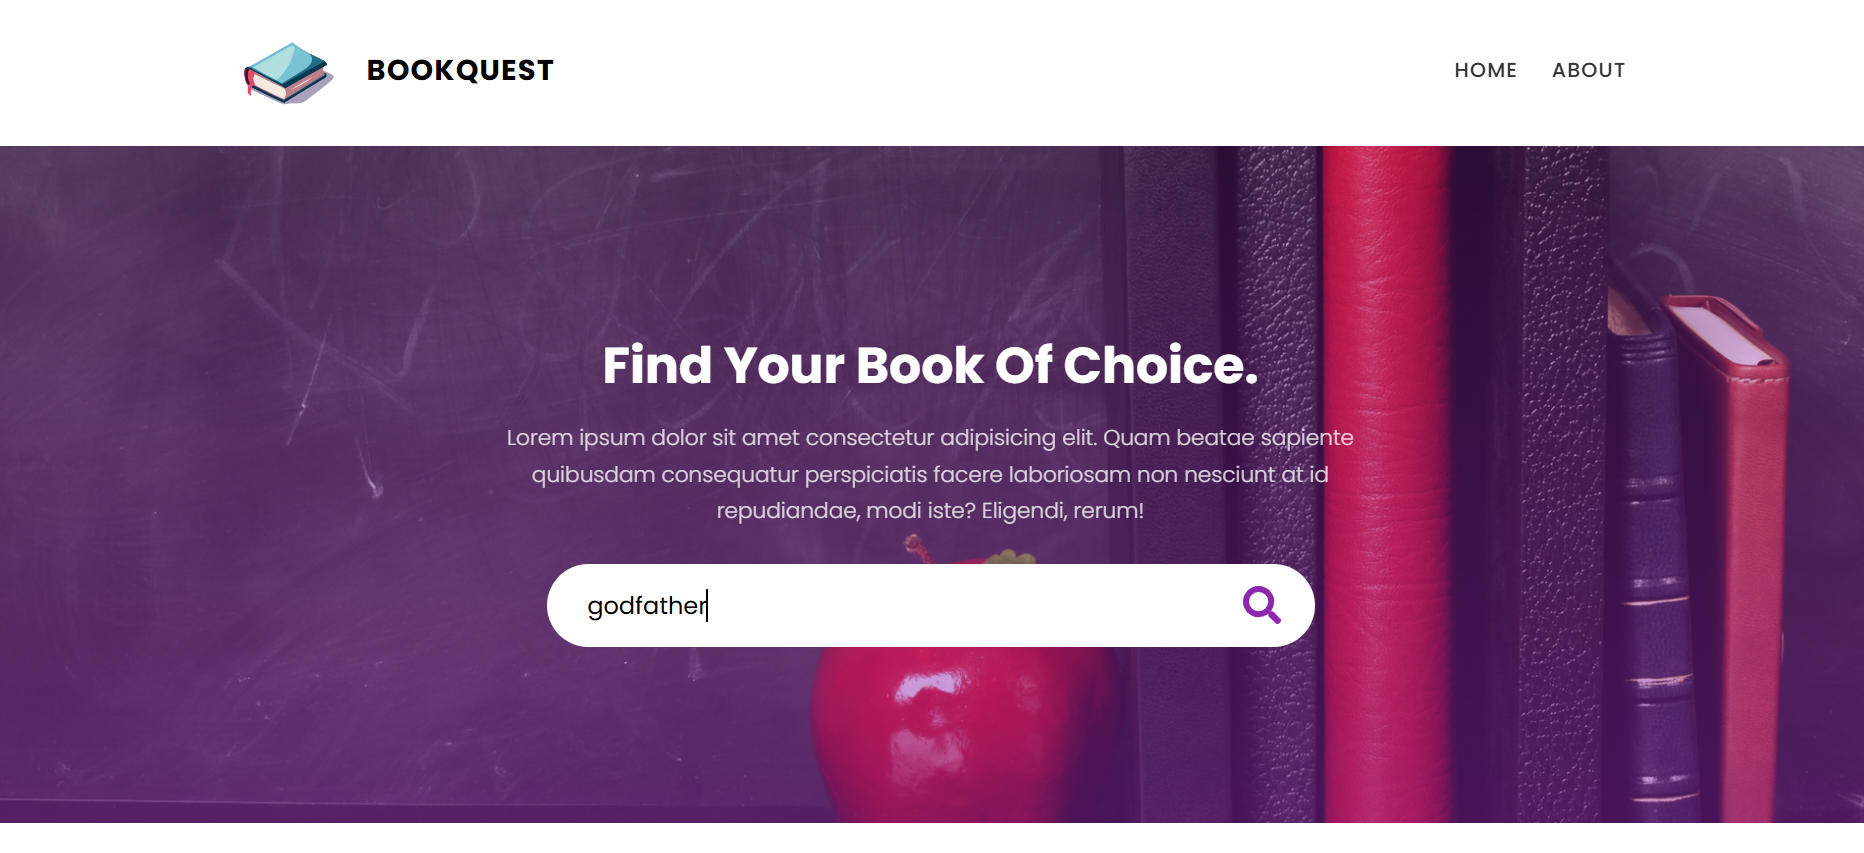 BOOKQUEST
HOME ABOUT
Find Your Book Of Choice.
Lorem ipsum dolor sit amet consectetur adipisicing elit. Quam beatae sapiente
quibusdam consequatur perspiciatis facere laboriosam non nesciunt at id
repudiandae, modi iste? Eligendi, rerum!
godfather